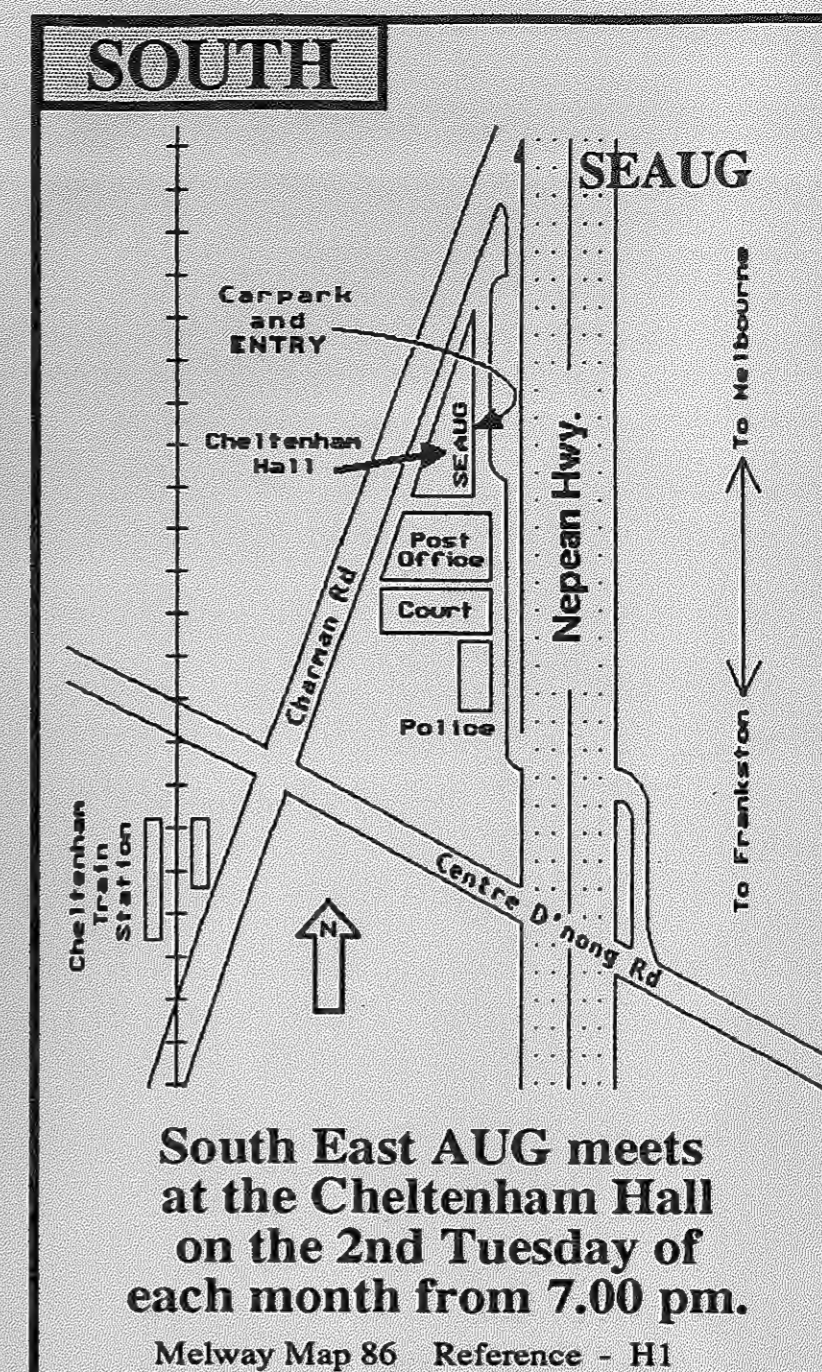 SOUTH
SEAUG
Carpark
and
ENTRY
To Melbourne
Cheltenham
Hall
SEAUG
Nepean Hwy.
Post
Office
Court
Charman Rd
Police
To Frankston
Cheltenham
Train
Station
Centre D'nong Rd
N
South East AUG meets
at the Cheltenham Hall
on the 2nd Tuesday of
each month from 7.00 pm.
Melway Map 86 Reference - H1